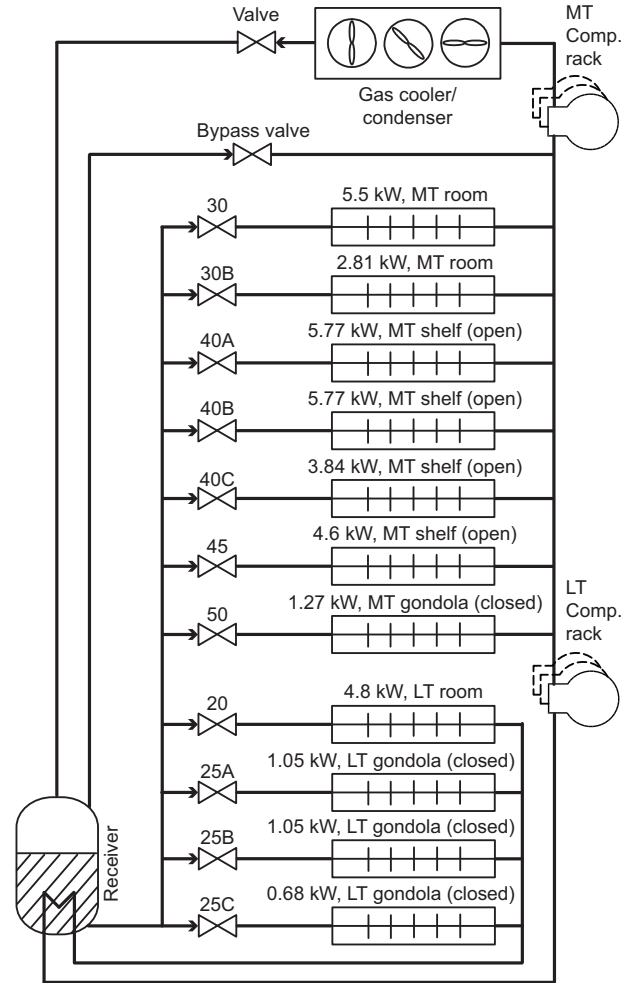 Valve
MT
Comp.
rack
Gas cooler/
condenser
Bypass valve
30
5.5 kW, MT room
30B
2.81 kW, MT room
40A
5.77 kW, MT shelf (open)
40B
5.77 kW, MT shelf (open)
40C
3.84 kW, MT shelf (open)
45
4.6 kW, MT shelf (open)
50
1.27 kW, MT gondola (closed)
LT
Comp.
rack
20
4.8 kW, LT room
25A
1.05 kW, LT gondola (closed)
25B
1.05 kW, LT gondola (closed)
25C
0.68 kW, LT gondola (closed)
Receiver